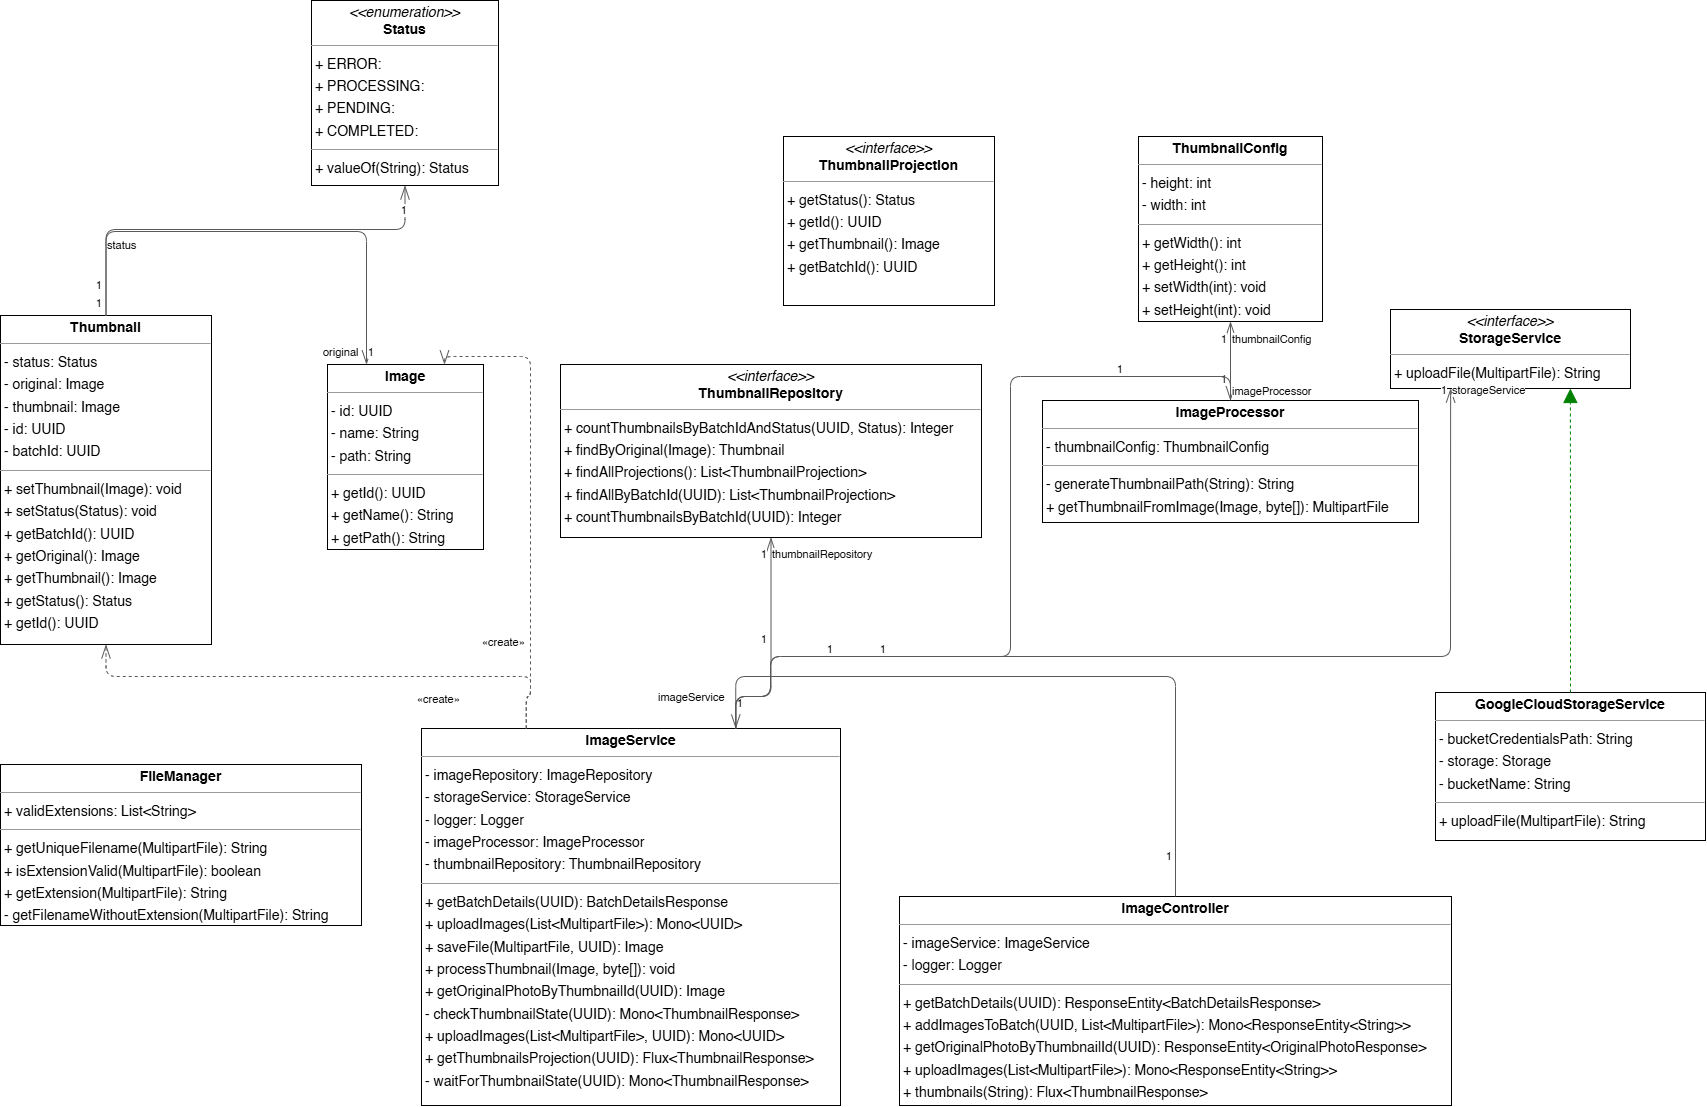 <<enumeration>>
Status
+ ERROR:
+ PROCESSING:
+ PENDING:
+ COMPLETED:
+ valueOf(String): Status
1
status
1
1
<<interface>>
ThumbnailProjection
+ getStatus(): Status
+ getId(): UUID
+ getThumbnail(): Image
+ getBatchId(): UUID
ThumbnailConfig
- height: int
- width: int
+ getWidth(): int
+ getHeight(): int
+ setWidth(int): void
+ setHeight(int): void
1 thumbnailConfig
1
1
imageProcessor
<<interface>>
StorageService
+ uploadFile(MultipartFile): String
1 storageService
Thumbnail
- status: Status
- original: Image
- thumbnail: Image
- id: UUID
- batchId: UUID
+ setThumbnail(Image): void
+ setStatus(Status): void
+ getBatchId(): UUID
+ getOriginal(): Image
+ getThumbnail(): Image
+ getStatus(): Status
+ getId(): UUID
original 1
Image
- id: UUID
- name: String
- path: String
+ getId(): UUID
+ getName(): String
+ getPath(): String
<<interface>>
ThumbnailRepository
+ countThumbnailsByBatchIdAndStatus(UUID, Status): Integer
+ findByOriginal(Image): Thumbnail
+ findAllProjections(): List<ThumbnailProjection>
+ findAllByBatchId(UUID): List<ThumbnailProjection>
+ countThumbnailsByBatchId(UUID): Integer
1 thumbnailRepository
ImageProcessor
- thumbnailConfig: ThumbnailConfig
- generateThumbnailPath(String): String
+ getThumbnailFromImage(Image, byte[]): MultipartFile
«create»
1
1
1
«create»
imageService
1
ImageService
- imageRepository: ImageRepository
- storageService: StorageService
- logger: Logger
- imageProcessor: ImageProcessor
- thumbnailRepository: ThumbnailRepository
+ getBatchDetails(UUID): BatchDetailsResponse
+ uploadImages(List<MultipartFile>): Mono<UUID>
+ saveFile(MultipartFile, UUID): Image
+ processThumbnail(Image, byte[]): void
+ getOriginalPhotoByThumbnailId(UUID): Image
- checkThumbnailState(UUID): Mono<ThumbnailResponse>
+ uploadImages(List<MultipartFile>, UUID): Mono<UUID>
+ getThumbnailsProjection(UUID): Flux<ThumbnailResponse>
- waitForThumbnailState(UUID): Mono<ThumbnailResponse>
FileManager
+ validExtensions: List<String>
+ getUniqueFilename(MultipartFile): String
+ isExtensionValid(MultipartFile): boolean
+ getExtension(MultipartFile): String
- getFilenameWithoutExtension(MultipartFile): String
GoogleCloudStorageService
- bucketCredentialsPath: String
- storage: Storage
- bucketName: String
+ uploadFile(MultipartFile): String
1
ImageController
- imageService: ImageService
- logger: Logger
+ getBatchDetails(UUID): ResponseEntity<BatchDetailsResponse>
+ addImagesToBatch(UUID, List<MultipartFile>): Mono<ResponseEntity<String>>
+ getOriginalPhotoByThumbnailId(UUID): ResponseEntity<OriginalPhotoResponse>
+ uploadImages(List<MultipartFile>): Mono<ResponseEntity<String>>
+ thumbnails(String): Flux<ThumbnailResponse>